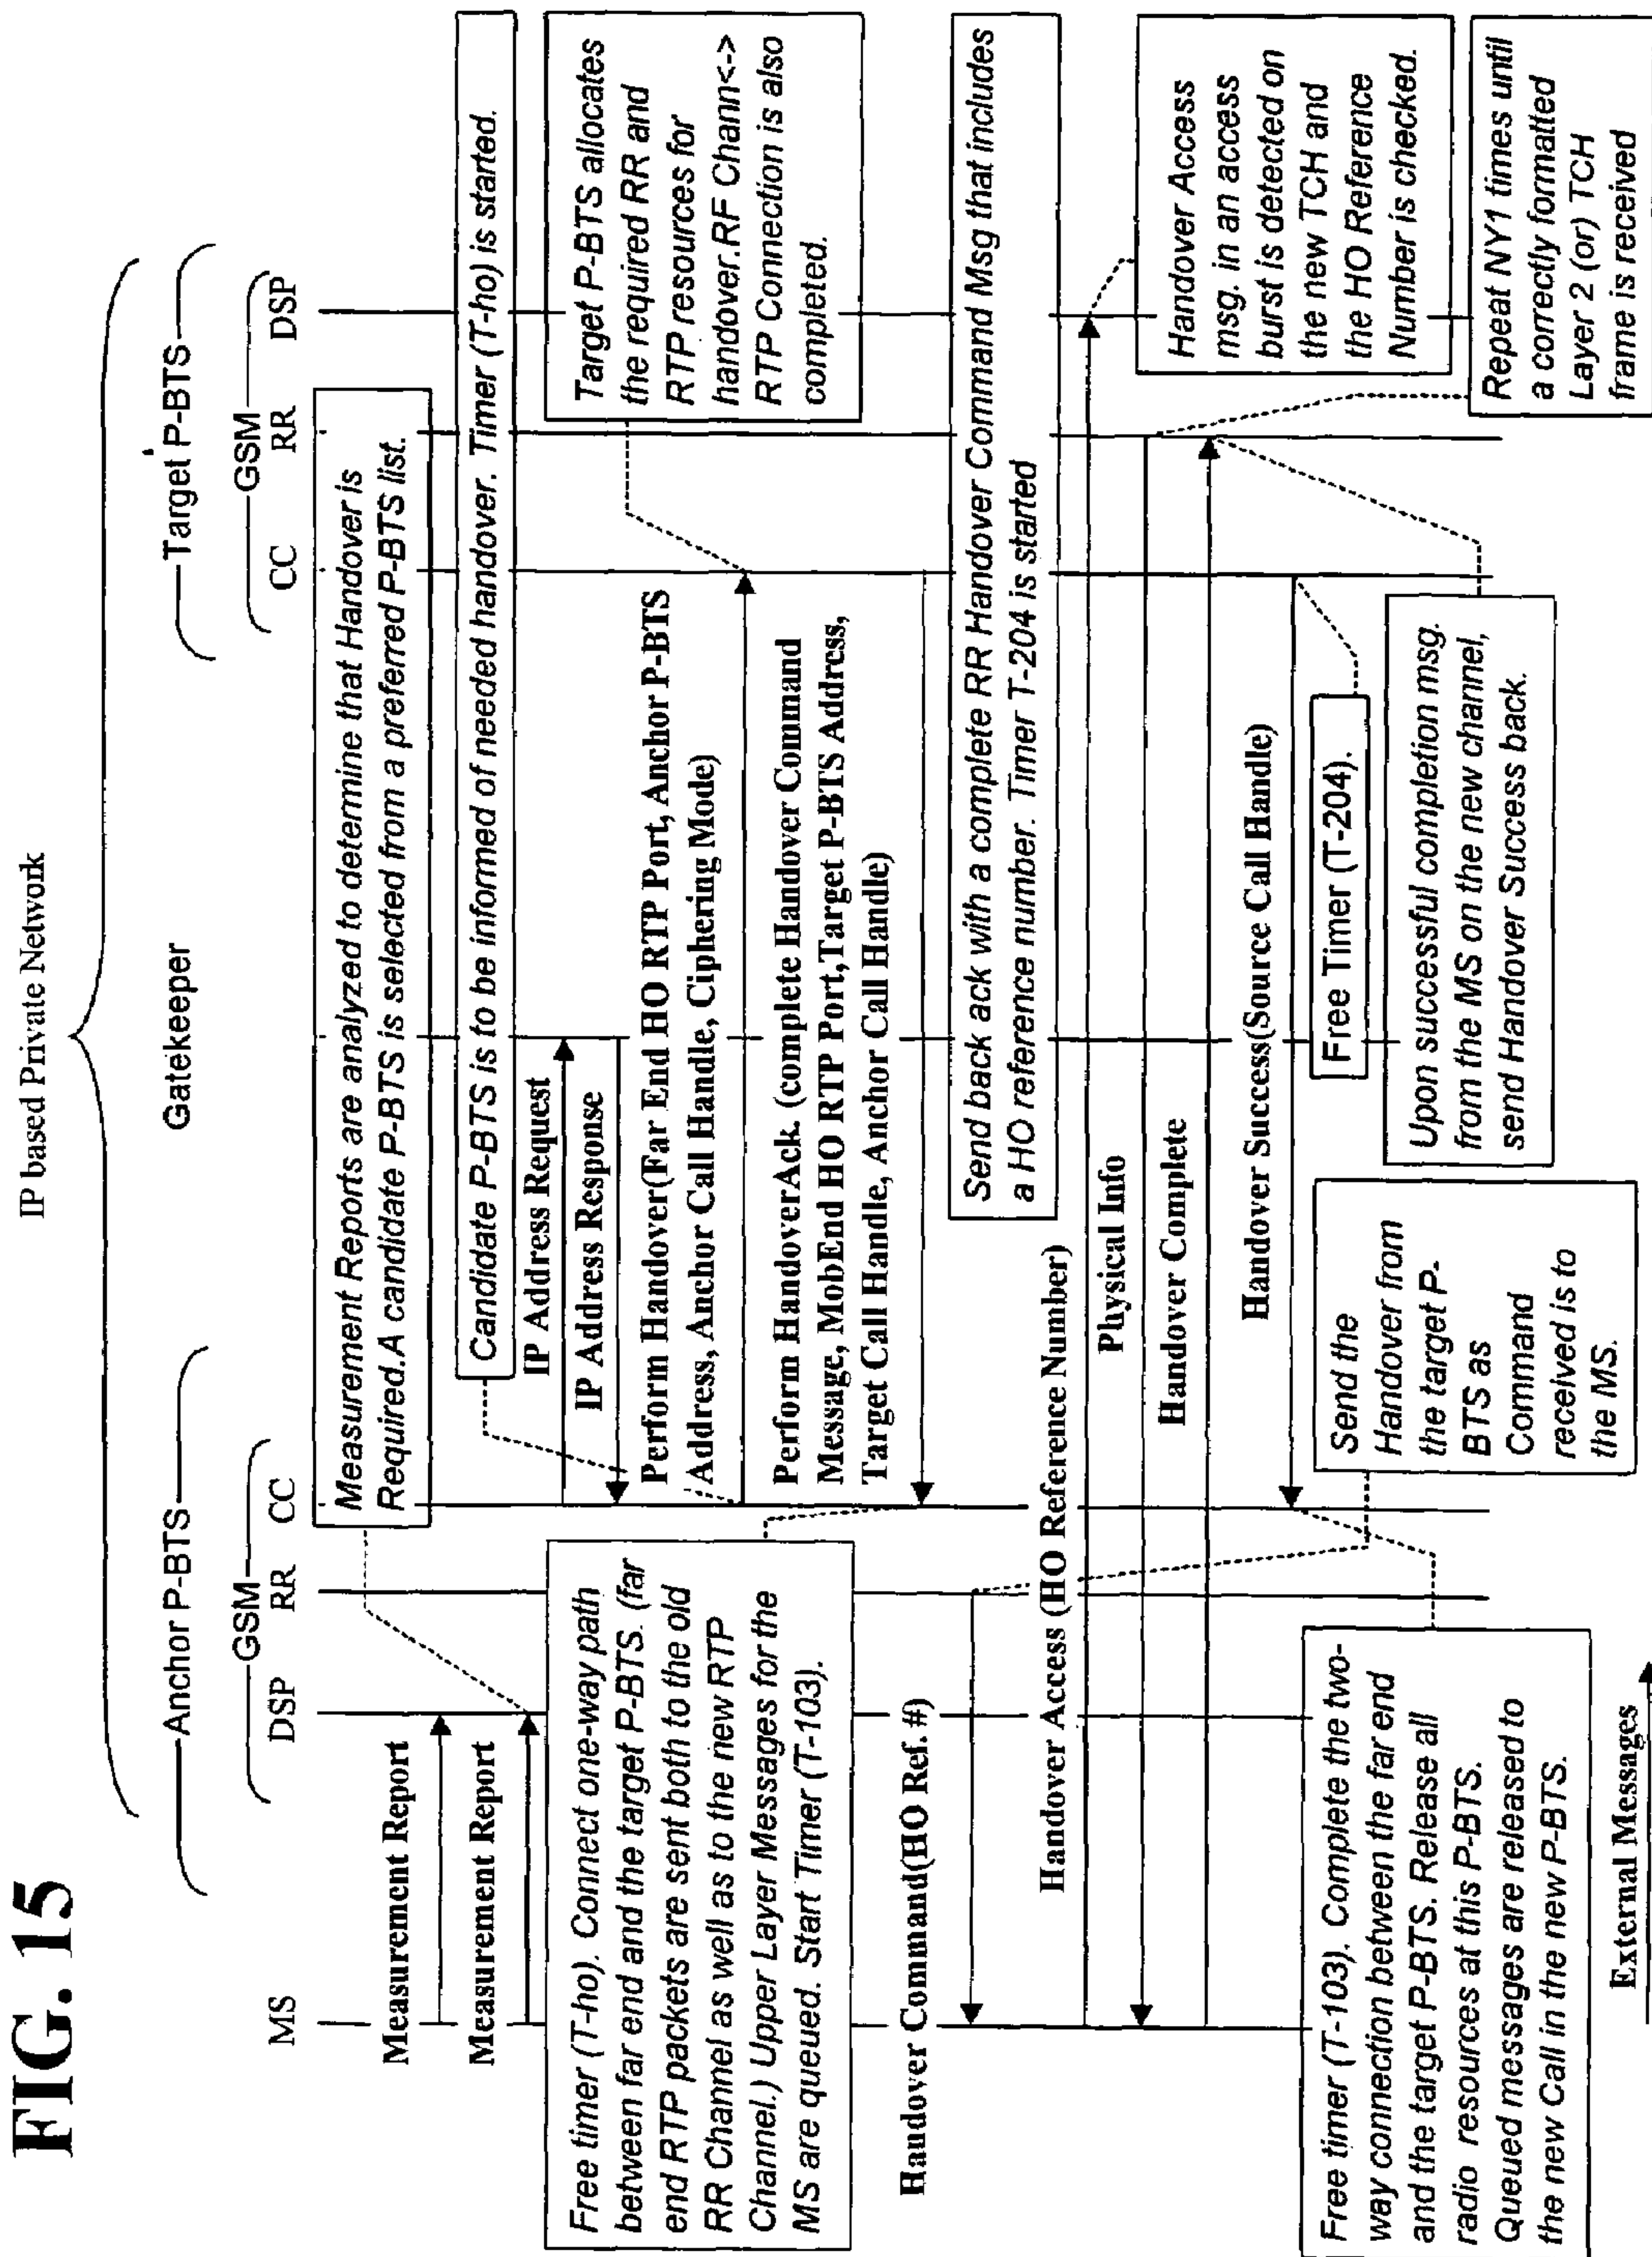 FIG. 15
IP based Private Network
Anchor P-BTS
Gatekeeper
Target P-BTS
GSM
GSM
MS
DSP
RR
CC
CC
RR
DSP
Measurement Report
Measurement Report
Measurement Reports are analyzed to determine that Handover is
Required.A candidate P-BTS is selected from a preferred P-BTS list.
Candidate P-BTS is to be informed of needed handover. Timer (T-ho) is started.
IP Address Request
IP Address Response
Perform Handover(Far End HO RTP Port, Anchor P-BTS
Address, Anchor Call Handle, Ciphering Mode)
Target P-BTS allocates
the required RR and
RTP resources for
handover.RF Chann<->
RTP Connection is also
completed.
Free timer (T-ho). Connect one-way path
between far end and the target P-BTS. (far
end RTP packets are sent both to the old
RR Channel as well as to the new RTP
Channel.) Upper Layer Messages for the
MS are queued. Start Timer (T-103).
Perform HandoverAck. (complete Handover Command
Message, MobEnd HO RTP Port,Target P-BTS Address,
Target Call Handle, Anchor Call Handle)
Send back ack with a complete RR Handover Command Msg that includes
a HO reference number. Timer T-204 is started
Handover Command(HO Ref. #)
Handover Access (HO Reference Number)
Physical Info
Handover Complete
Handover Access
msg. in an access
burst is detected on
the new TCH and
the HO Reference
Number is checked.
Handover Success(Source Call Handle)
Free Timer (T-204).
Free timer (T-103). Complete the two-
way connection between the far end
and the target P-BTS. Release all
radio resources at this P-BTS.
Queued messages are released to
the new Call in the new P-BTS.
Send the
Handover from
the target P-
BTS as
Command
received is to
the MS.
Upon successful completion msg.
from the MS on the new channel,
send Handover Success back.
Repeat NY1 times until
a correctly formatted
Layer 2 (or) TCH
frame is received
External Messages